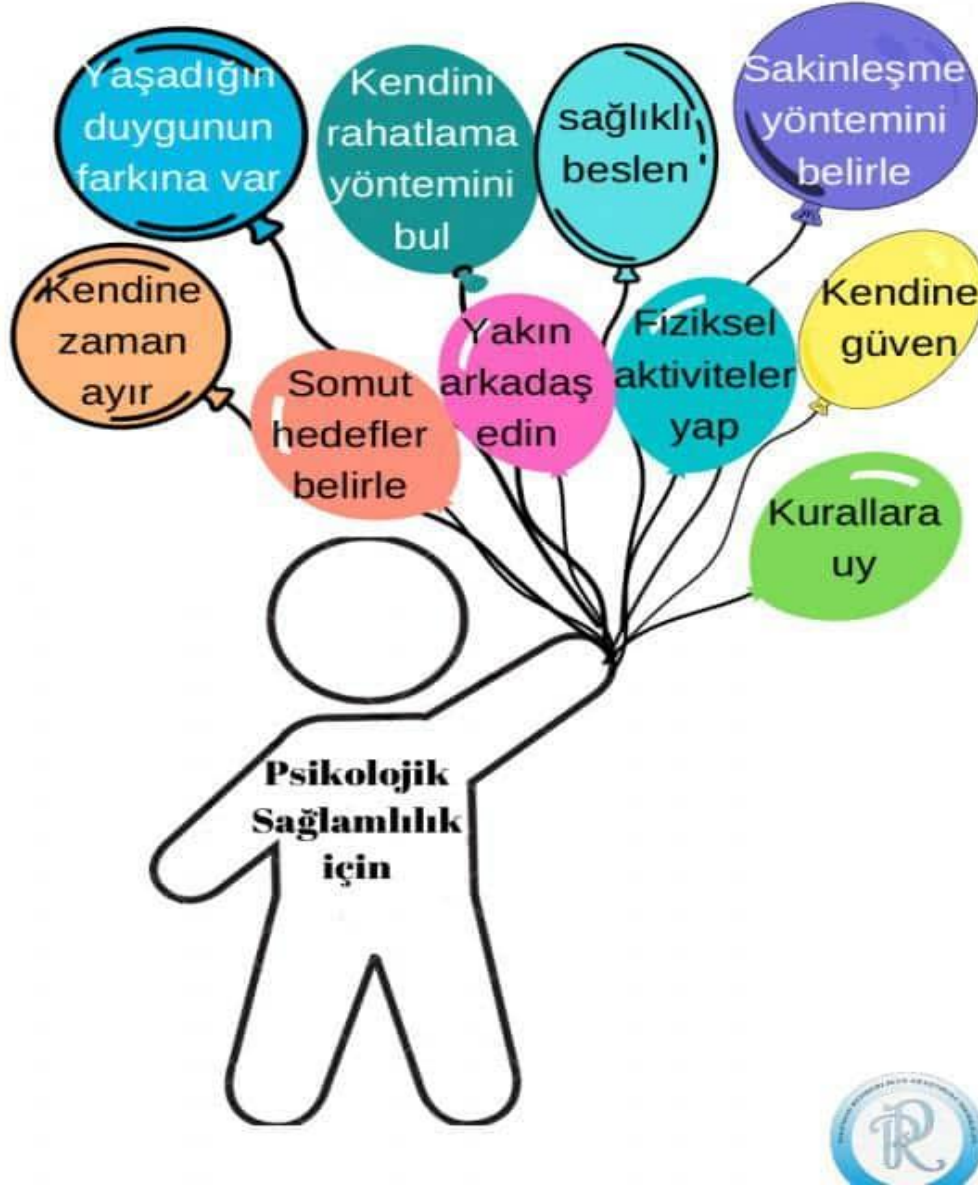 Yaşadığın
duygunun
farkına var
Kendini
rahatlama
yöntemini
bul
sağlıklı
beslen
Sakinleşme
yöntemini
belirle
Kendine
zaman
ayır
Somut
hedefler
belirle
Yakın
arkadaş
edin
Fiziksel
aktiviteler
yap
Kendine
güven
Kurallara
uy
Psikolojik
Sağlamlılık
için